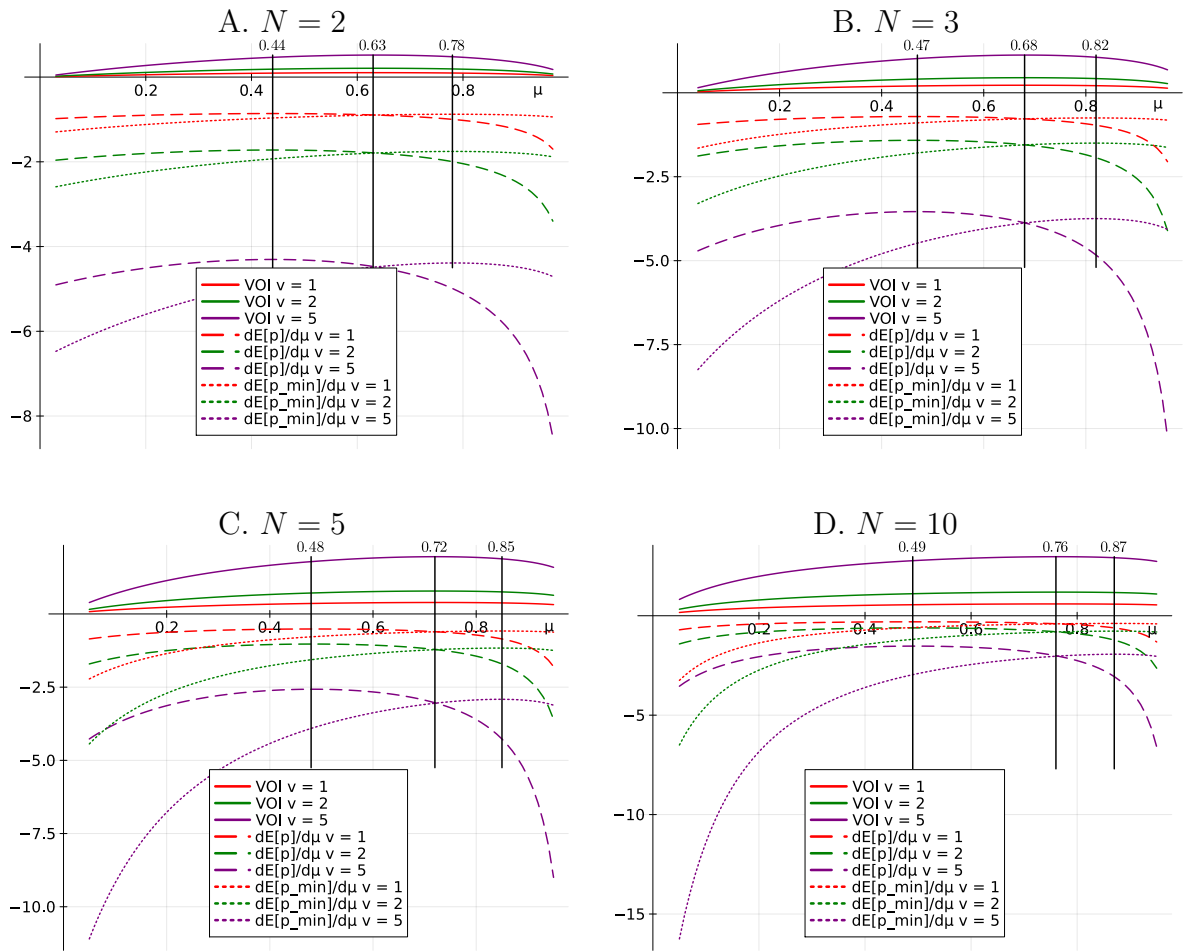 A. N = 2
0.44 0.63 0.78
0.2 0.4 0.6 0.8 μ
−2
−4
−6
−8
VOI v = 1
VOI v = 2
VOI v = 5
dE[p]/dμ v = 1
dE[p]/dμ v = 2
dE[p]/dμ v = 5
dE[p_min]/dμ v = 1
dE[p_min]/dμ v = 2
dE[p_min]/dμ v = 5
B. N = 3
0.47 0.68 0.82
0.2 0.4 0.6 0.8 μ
−2.5
−5.0
−7.5
−10.0
VOI v = 1
VOI v = 2
VOI v = 5
dE[p]/dμ v = 1
dE[p]/dμ v = 2
dE[p]/dμ v = 5
dE[p_min]/dμ v = 1
dE[p_min]/dμ v = 2
dE[p_min]/dμ v = 5
C. N = 5
0.48 0.72 0.85
0.2 0.4 0.6 0.8 μ
−2.5
−5.0
−7.5
−10.0
VOI v = 1
VOI v = 2
VOI v = 5
dE[p]/dμ v = 1
dE[p]/dμ v = 2
dE[p]/dμ v = 5
dE[p_min]/dμ v = 1
dE[p_min]/dμ v = 2
dE[p_min]/dμ v = 5
D. N = 10
0.49 0.76 0.87
0.2 0.4 0.6 0.8 μ
−5
−10
−15
VOI v = 1
VOI v = 2
VOI v = 5
dE[p]/dμ v = 1
dE[p]/dμ v = 2
dE[p]/dμ v = 5
dE[p_min]/dμ v = 1
dE[p_min]/dμ v = 2
dE[p_min]/dμ v = 5